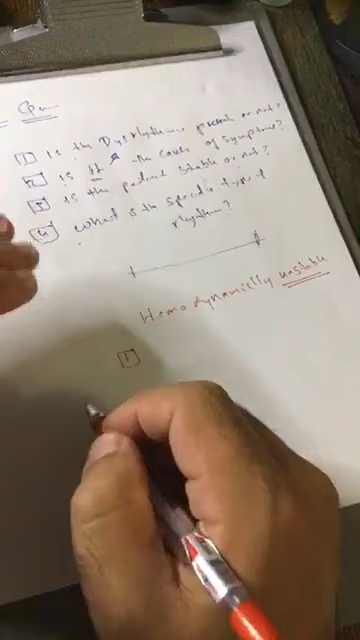 [1] Is the Dysrhythmia present or not?
[2] is it the cause of symptoms?
[3] is the patient stable or not?
[4] What is the specific type of
rhythm?
Hemodynamically unstable
[1]